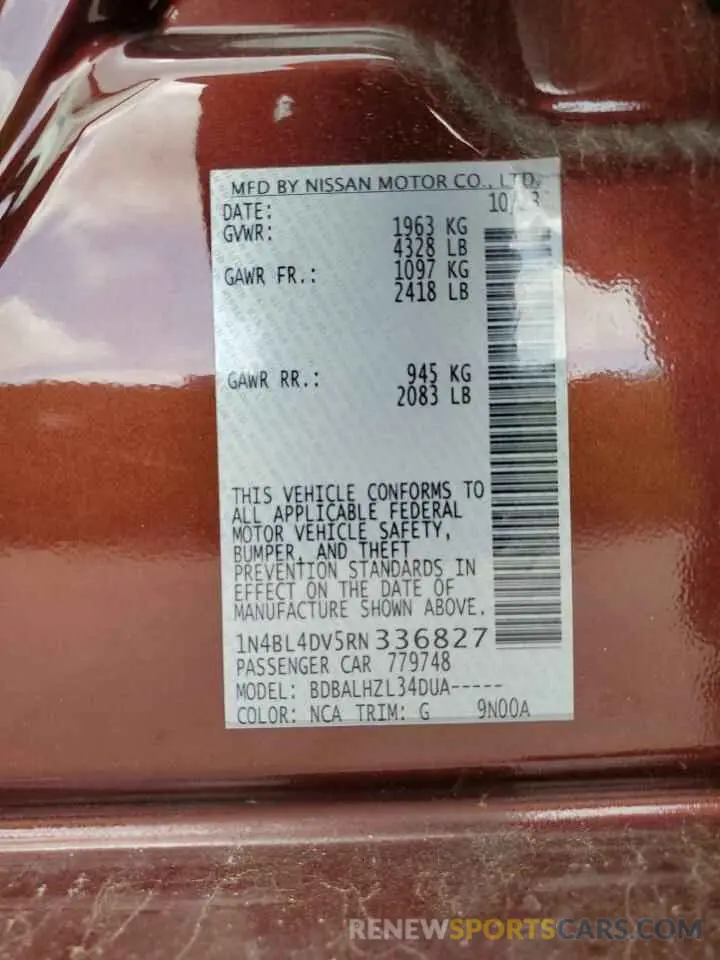 MFD BY NISSAN MOTOR CO., LTD.
DATE: 10/23
GVWR: 1963 KG
4328 LB
GAWR FR.: 1097 KG
2418 LB
GAWR RR.: 945 KG
2083 LB
THIS VEHICLE CONFORMS TO
ALL APPLICABLE FEDERAL
MOTOR VEHICLE SAFETY,
BUMPER, AND THEFT
PREVENTION STANDARDS IN
EFFECT ON THE DATE OF
MANUFACTURE SHOWN ABOVE.
1N4BL4DV5RN336827
PASSENGER CAR 779748
MODEL: BDBALHZL34DUA-----
COLOR: NCA TRIM: G 9N00A
RENEWSPORTSCARS.COM